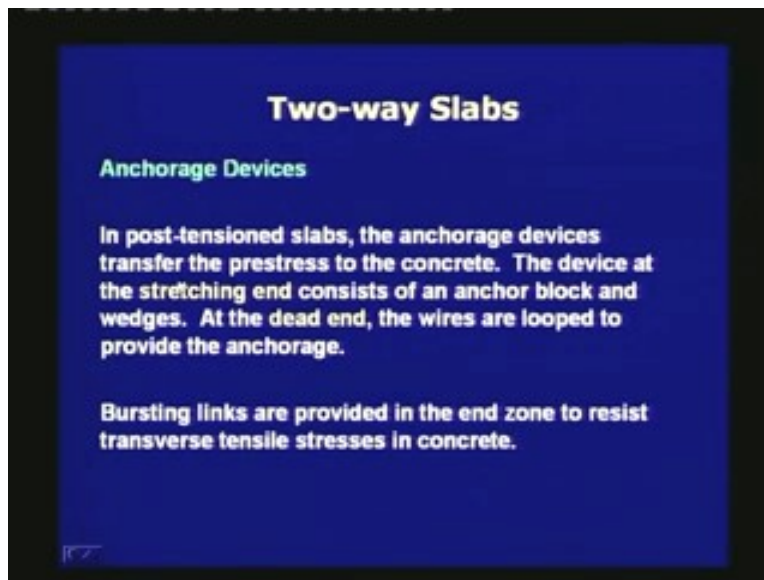 Two-way Slabs
Anchorage Devices
In post-tensioned slabs, the anchorage devices
transfer the prestress to the concrete. The device at
the stretching end consists of an anchor block and
wedges. At the dead end, the wires are looped to
provide the anchorage.
Bursting links are provided in the end zone to resist
transverse tensile stresses in concrete.